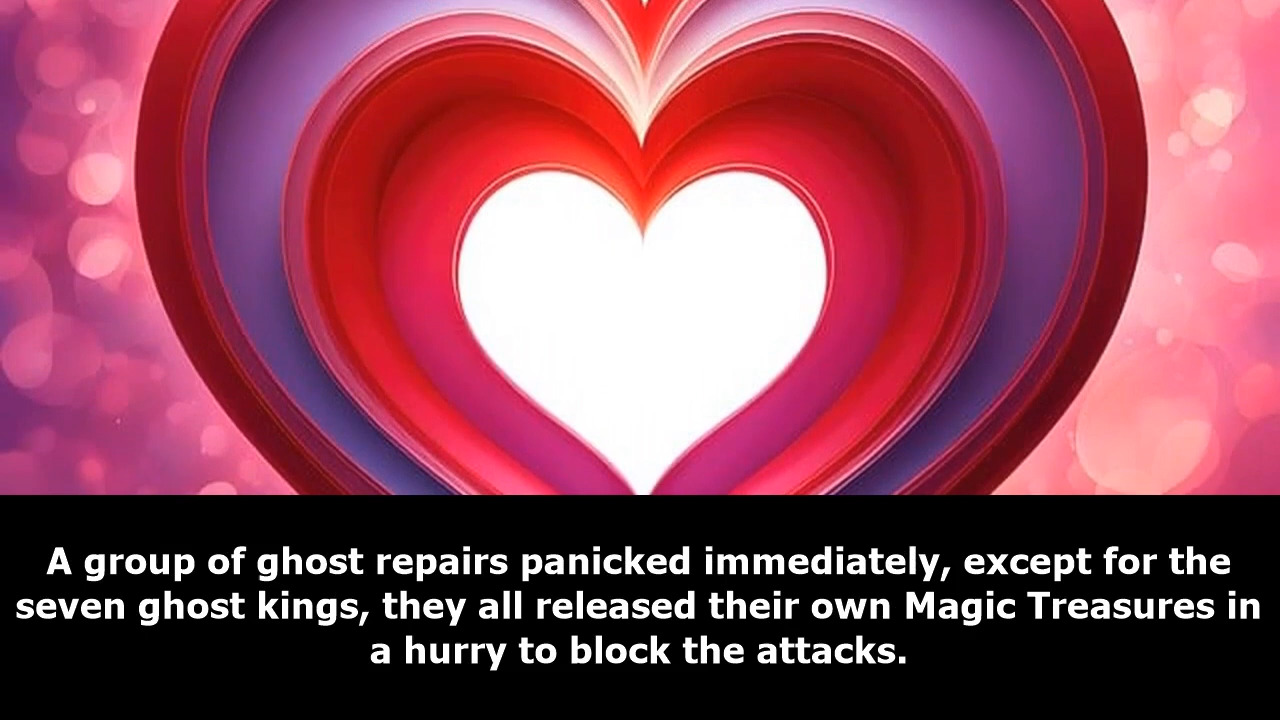 A group of ghost repairs panicked immediately, except for the
seven ghost kings, they all released their own Magic Treasures in
a hurry to block the attacks.